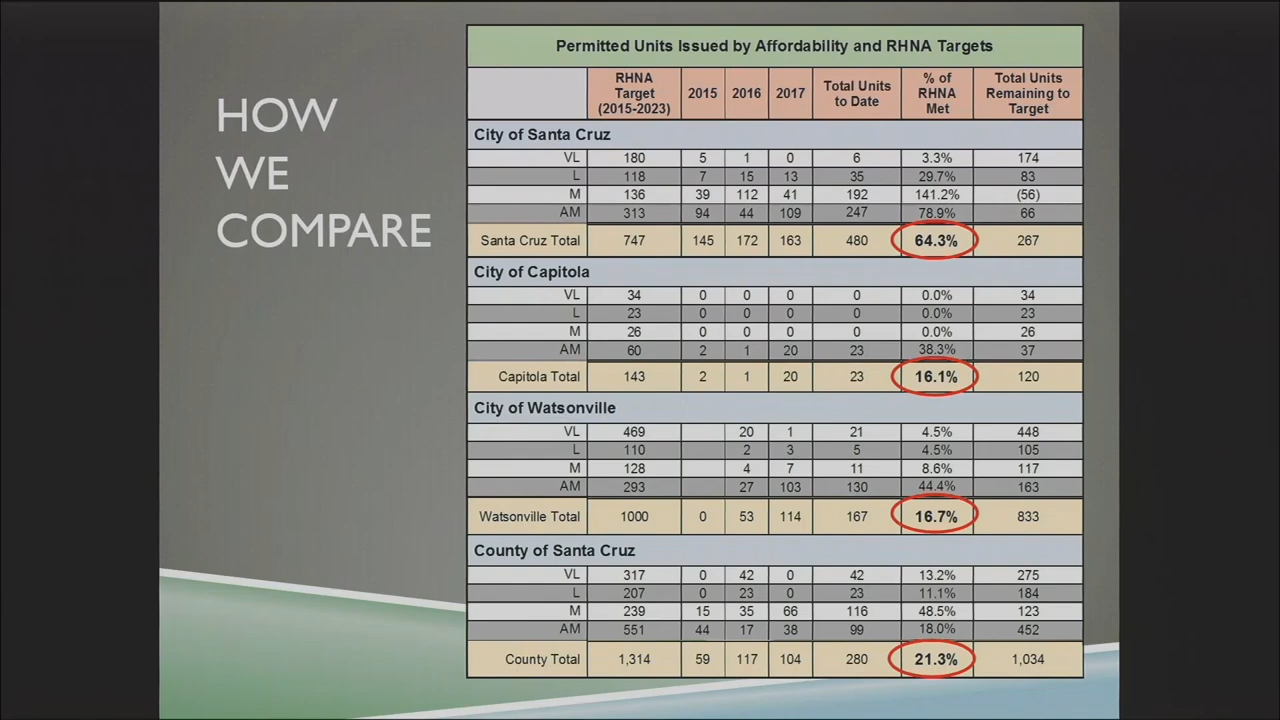 HOW
WE
COMPARE
Permitted Units Issued by Affordability and RHNA Targets
RHNA Target (2015-2023) 2015 2016 2017 Total Units to Date % of RHNA Met Total Units Remaining to Target
City of Santa Cruz
VL 180 5 1 0 6 3.3% 174
L 118 7 15 13 35 29.7% 83
M 136 39 112 41 192 141.2% (56)
AM 313 94 44 109 247 78.9% 66
Santa Cruz Total 747 145 172 163 480 64.3% 267
City of Capitola
VL 34 0 0 0 0 0.0% 34
L 23 0 0 0 0 0.0% 23
M 26 0 0 0 0 0.0% 26
AM 60 2 1 20 23 38.3% 37
Capitola Total 143 2 1 20 23 16.1% 120
City of Watsonville
VL 469 20 1 21 4.5% 448
L 110 2 3 5 4.5% 105
M 128 4 7 11 8.6% 117
AM 293 27 103 130 44.4% 163
Watsonville Total 1000 0 53 114 167 16.7% 833
County of Santa Cruz
VL 317 0 42 0 42 13.2% 275
L 207 0 23 0 23 11.1% 184
M 239 15 35 66 116 48.5% 123
AM 551 44 17 38 99 18.0% 452
County Total 1,314 59 117 104 280 21.3% 1,034